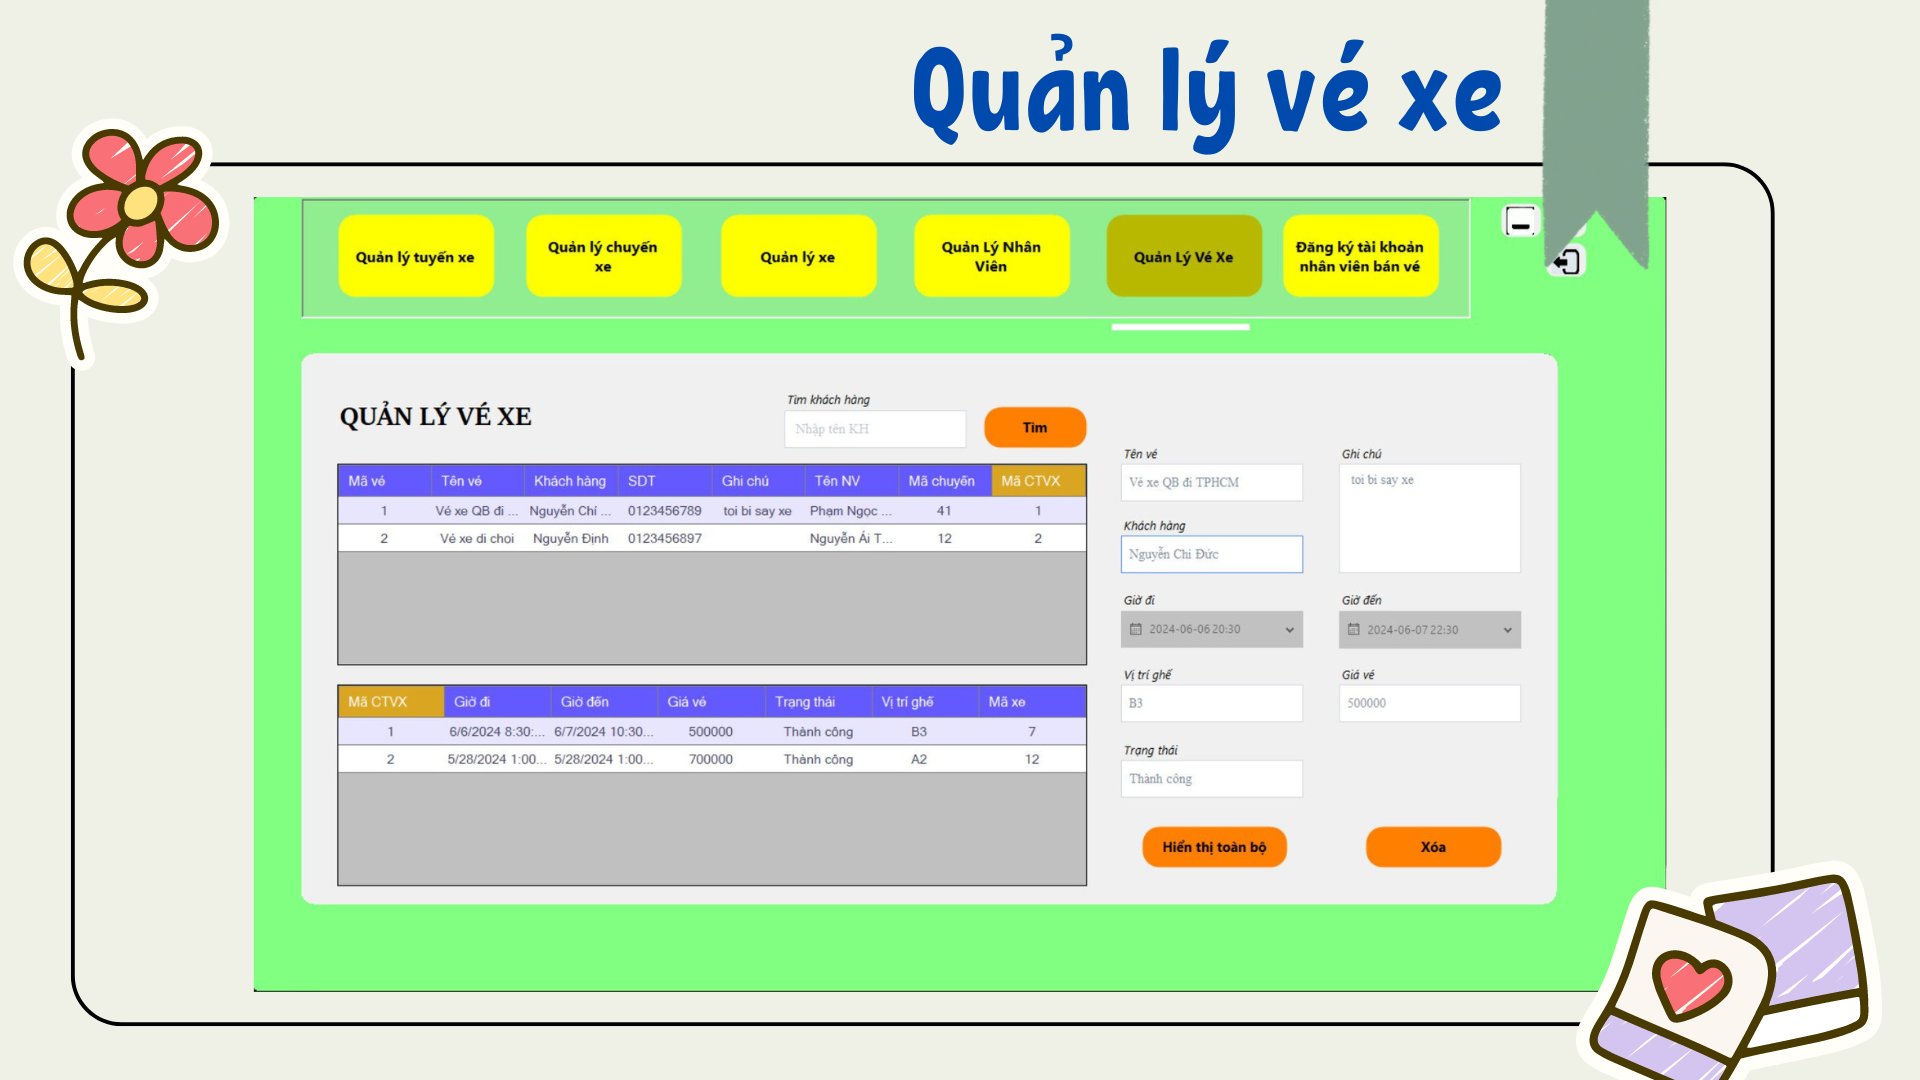 Quản lý vé xe
Quản lý tuyến xe
Quản lý chuyến
xe
Quản lý xe
Quản Lý Nhân
Viên
Quản Lý Vé Xe
Đăng ký tài khoản
nhân viên bán vé
QUẢN LÝ VÉ XE
Tìm khách hàng
Nhập tên KH
Tìm
Mã vé Tên vé Khách hàng SDT Ghi chú Tên NV Mã chuyến Mã CTVX
1 Vé xe QB đi ... Nguyễn Chí ... 0123456789 toi bi say xe Phạm Ngọc ... 41 1
2 Vé xe di choi Nguyễn Định 0123456897 Nguyễn Ái T... 12 2
Mã CTVX Giờ đi Giờ đến Giá vé Trạng thái Vị trí ghế Mã xe
1 6/6/2024 8:30:... 6/7/2024 10:30... 500000 Thành công B3 7
2 5/28/2024 1:00... 5/28/2024 1:00... 700000 Thành công A2 12
Tên vé
Vé xe QB đi TPHCM
Ghi chú
toi bi say xe
Khách hàng
Nguyễn Chí Đức
Giờ đi
2024-06-06 20:30
Giờ đến
2024-06-07 22:30
Vị trí ghế
B3
Giá vé
500000
Trạng thái
Thành công
Hiển thị toàn bộ
Xóa